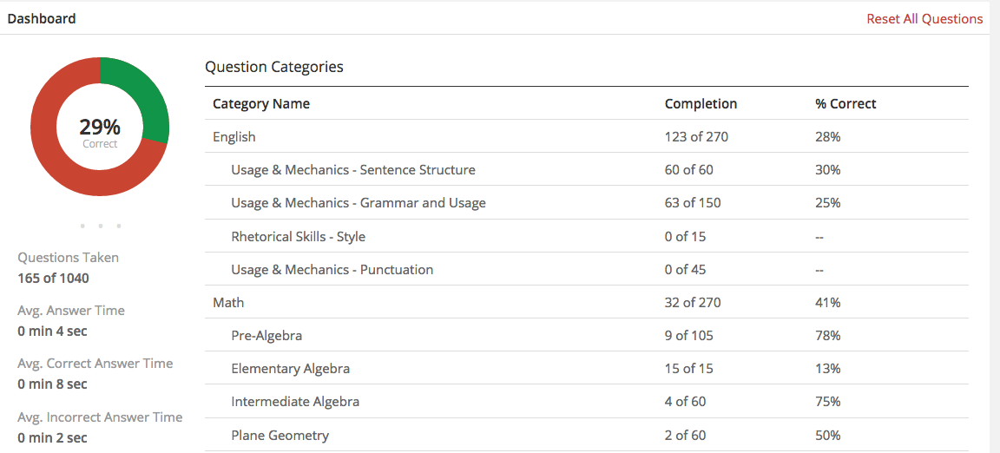 Dashboard
Reset All Questions
29%
Correct
Questions Taken
165 of 1040
Avg. Answer Time
0 min 4 sec
Avg. Correct Answer Time
0 min 8 sec
Avg. Incorrect Answer Time
0 min 2 sec
Question Categories
Category Name Completion % Correct
English 123 of 270 28%
Usage & Mechanics - Sentence Structure 60 of 60 30%
Usage & Mechanics - Grammar and Usage 63 of 150 25%
Rhetorical Skills - Style 0 of 15 --
Usage & Mechanics - Punctuation 0 of 45 --
Math 32 of 270 41%
Pre-Algebra 9 of 105 78%
Elementary Algebra 15 of 15 13%
Intermediate Algebra 4 of 60 75%
Plane Geometry 2 of 60 50%